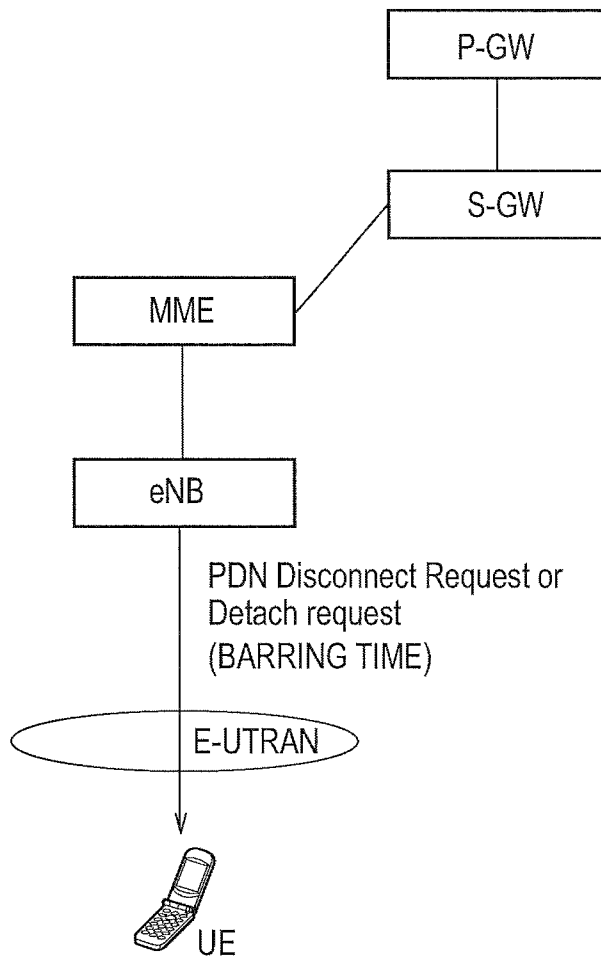 P-GW
S-GW
MME
eNB
PDN Disconnect Request or
Detach request
(BARRING TIME)
E-UTRAN
UE